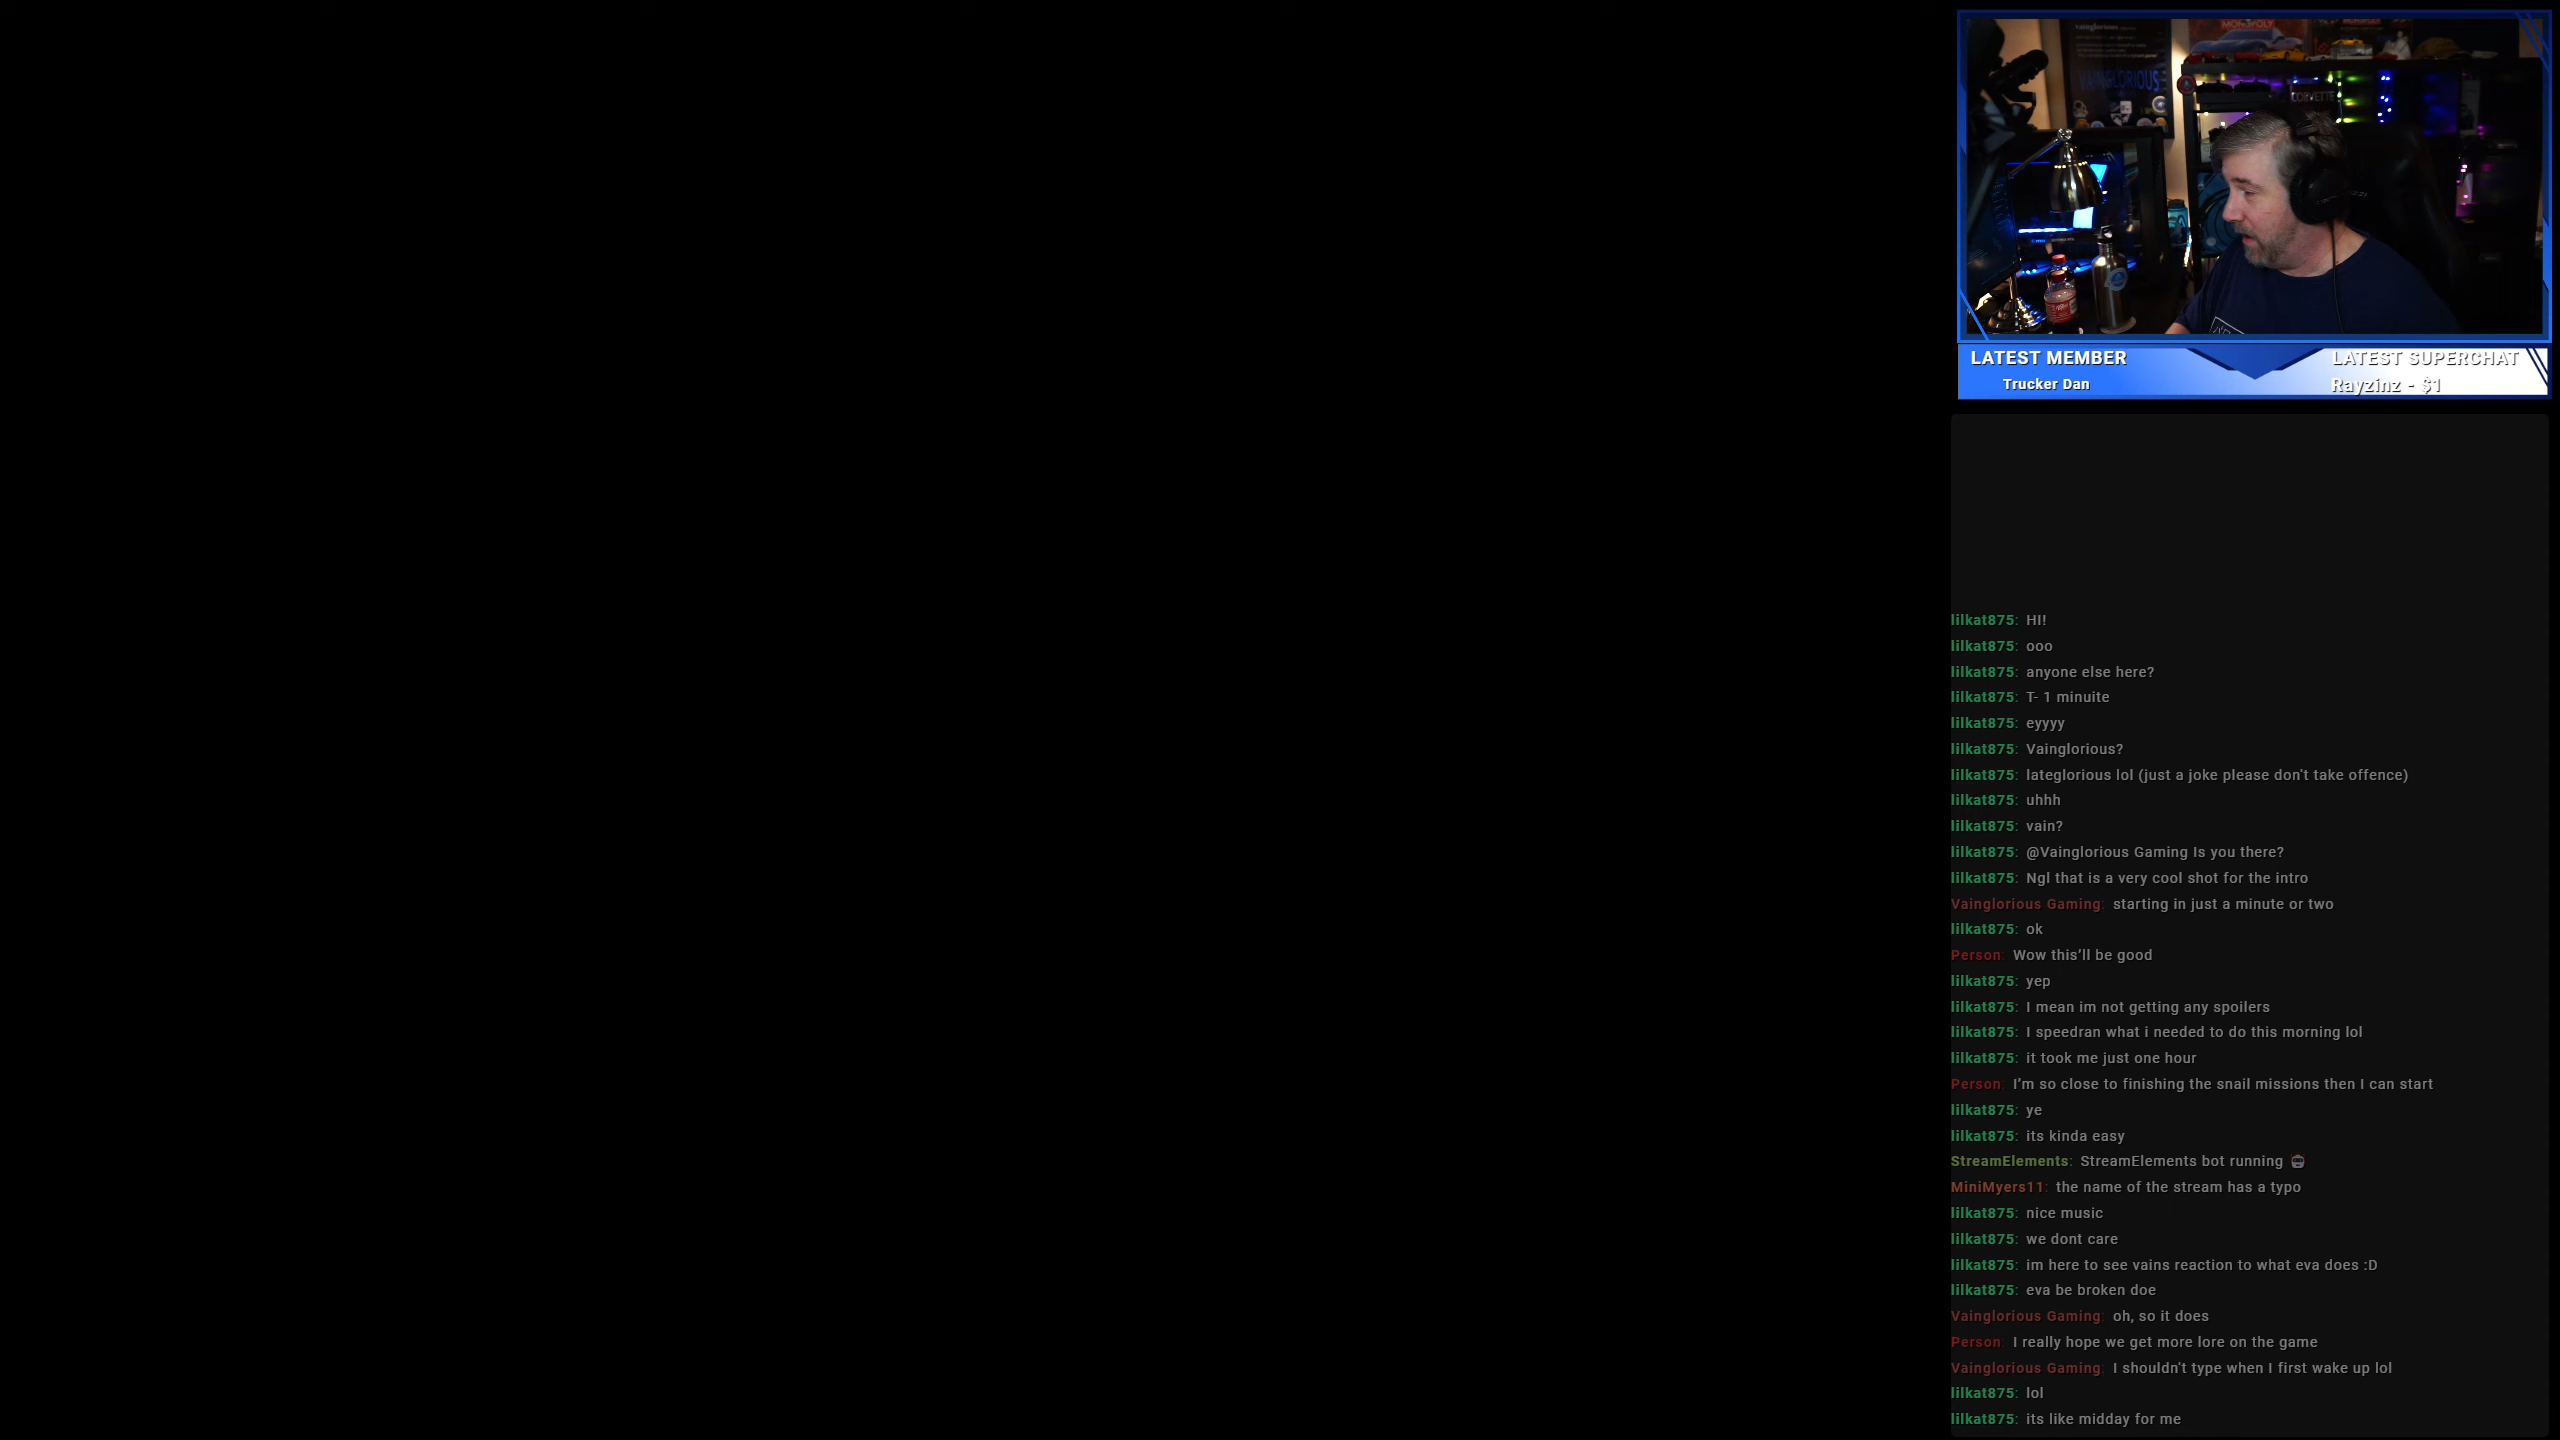 MONOPOLY
vainglorious
VAINGLORIOUS
CORVETTE
LATEST MEMBER
Trucker Dan
LATEST SUPERCHAT
Rayzinz - $1
lilkat875: HI!
lilkat875: ooo
lilkat875: anyone else here?
lilkat875: T- 1 minuite
lilkat875: eyyyy
lilkat875: Vainglorious?
lilkat875: lateglorious lol (just a joke please don't take offence)
lilkat875: uhhh
lilkat875: vain?
lilkat875: @Vainglorious Gaming Is you there?
lilkat875: Ngl that is a very cool shot for the intro
Vainglorious Gaming: starting in just a minute or two
lilkat875: ok
Person: Wow this’ll be good
lilkat875: yep
lilkat875: I mean im not getting any spoilers
lilkat875: I speedran what i needed to do this morning lol
lilkat875: it took me just one hour
Person: I’m so close to finishing the snail missions then I can start
lilkat875: ye
lilkat875: its kinda easy
StreamElements: StreamElements bot running
MiniMyers11: the name of the stream has a typo
lilkat875: nice music
lilkat875: we dont care
lilkat875: im here to see vains reaction to what eva does :D
lilkat875: eva be broken doe
Vainglorious Gaming: oh, so it does
Person: I really hope we get more lore on the game
Vainglorious Gaming: I shouldn't type when I first wake up lol
lilkat875: lol
lilkat875: its like midday for me